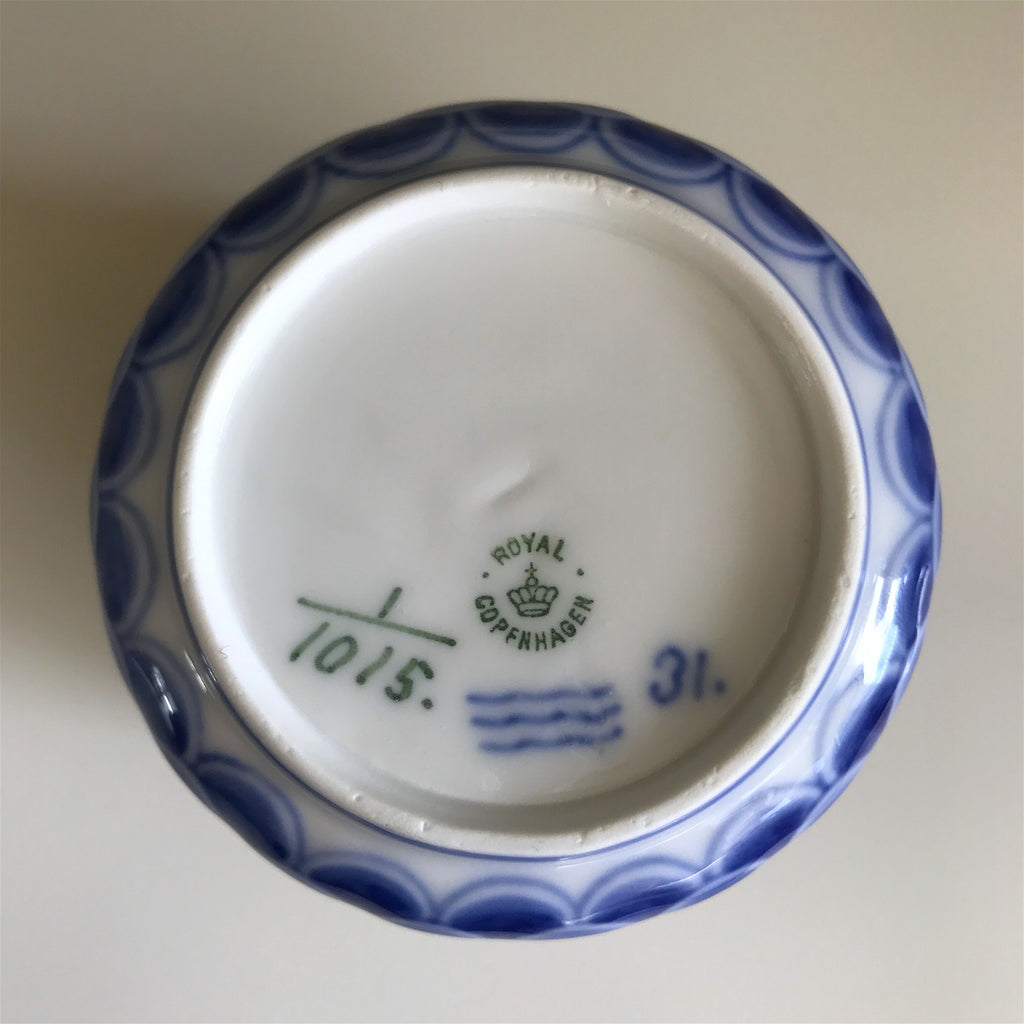 ROYAL
COPENHAGEN
1
1015.
31.